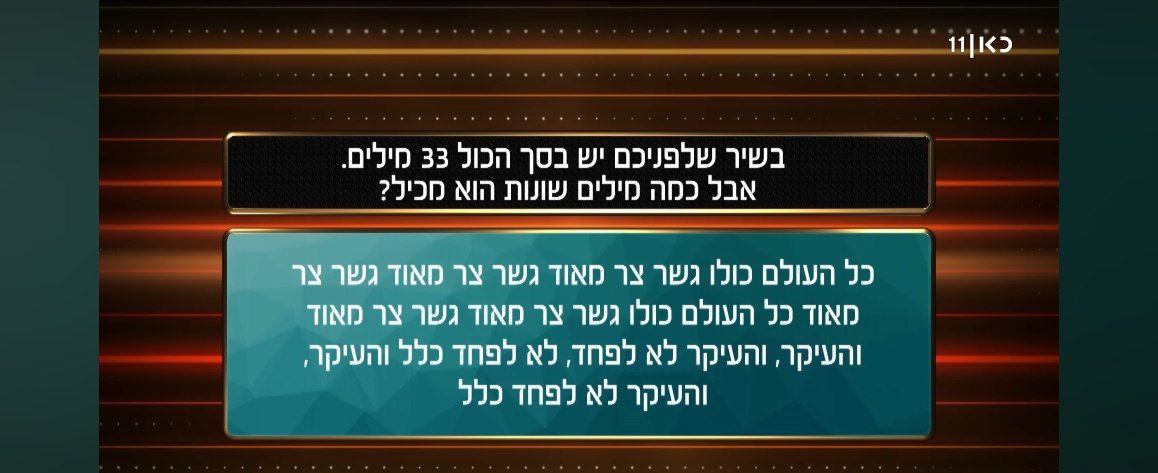 כאן 11
בשיר שלפניכם יש בסך הכול 33 מילים.
אבל כמה מילים שונות הוא מכיל?
כל העולם כולו גשר צר מאוד גשר צר מאוד גשר צר
מאוד כל העולם כולו גשר צר מאוד גשר צר מאוד
והעיקר, והעיקר לא לפחד, לא לפחד כלל והעיקר,
והעיקר לא לפחד כלל